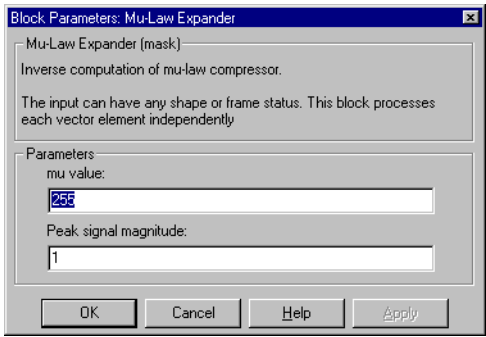 Block Parameters: Mu-Law Expander
Mu-Law Expander (mask)
Inverse computation of mu-law compressor.
The input can have any shape or frame status. This block processes
each vector element independently
Parameters
mu value:
255
Peak signal magnitude:
1
OK Cancel Help Apply